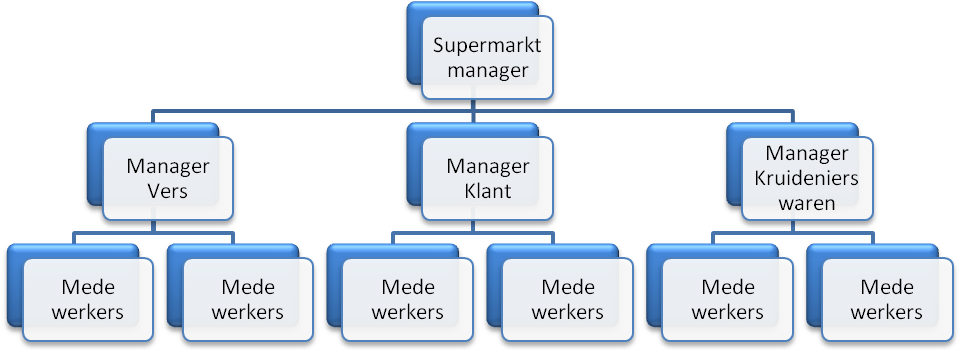 Supermarkt
manager
Manager
Vers
Manager
Klant
Manager
Kruideniers
waren
Mede
werkers
Mede
werkers
Mede
werkers
Mede
werkers
Mede
werkers
Mede
werkers